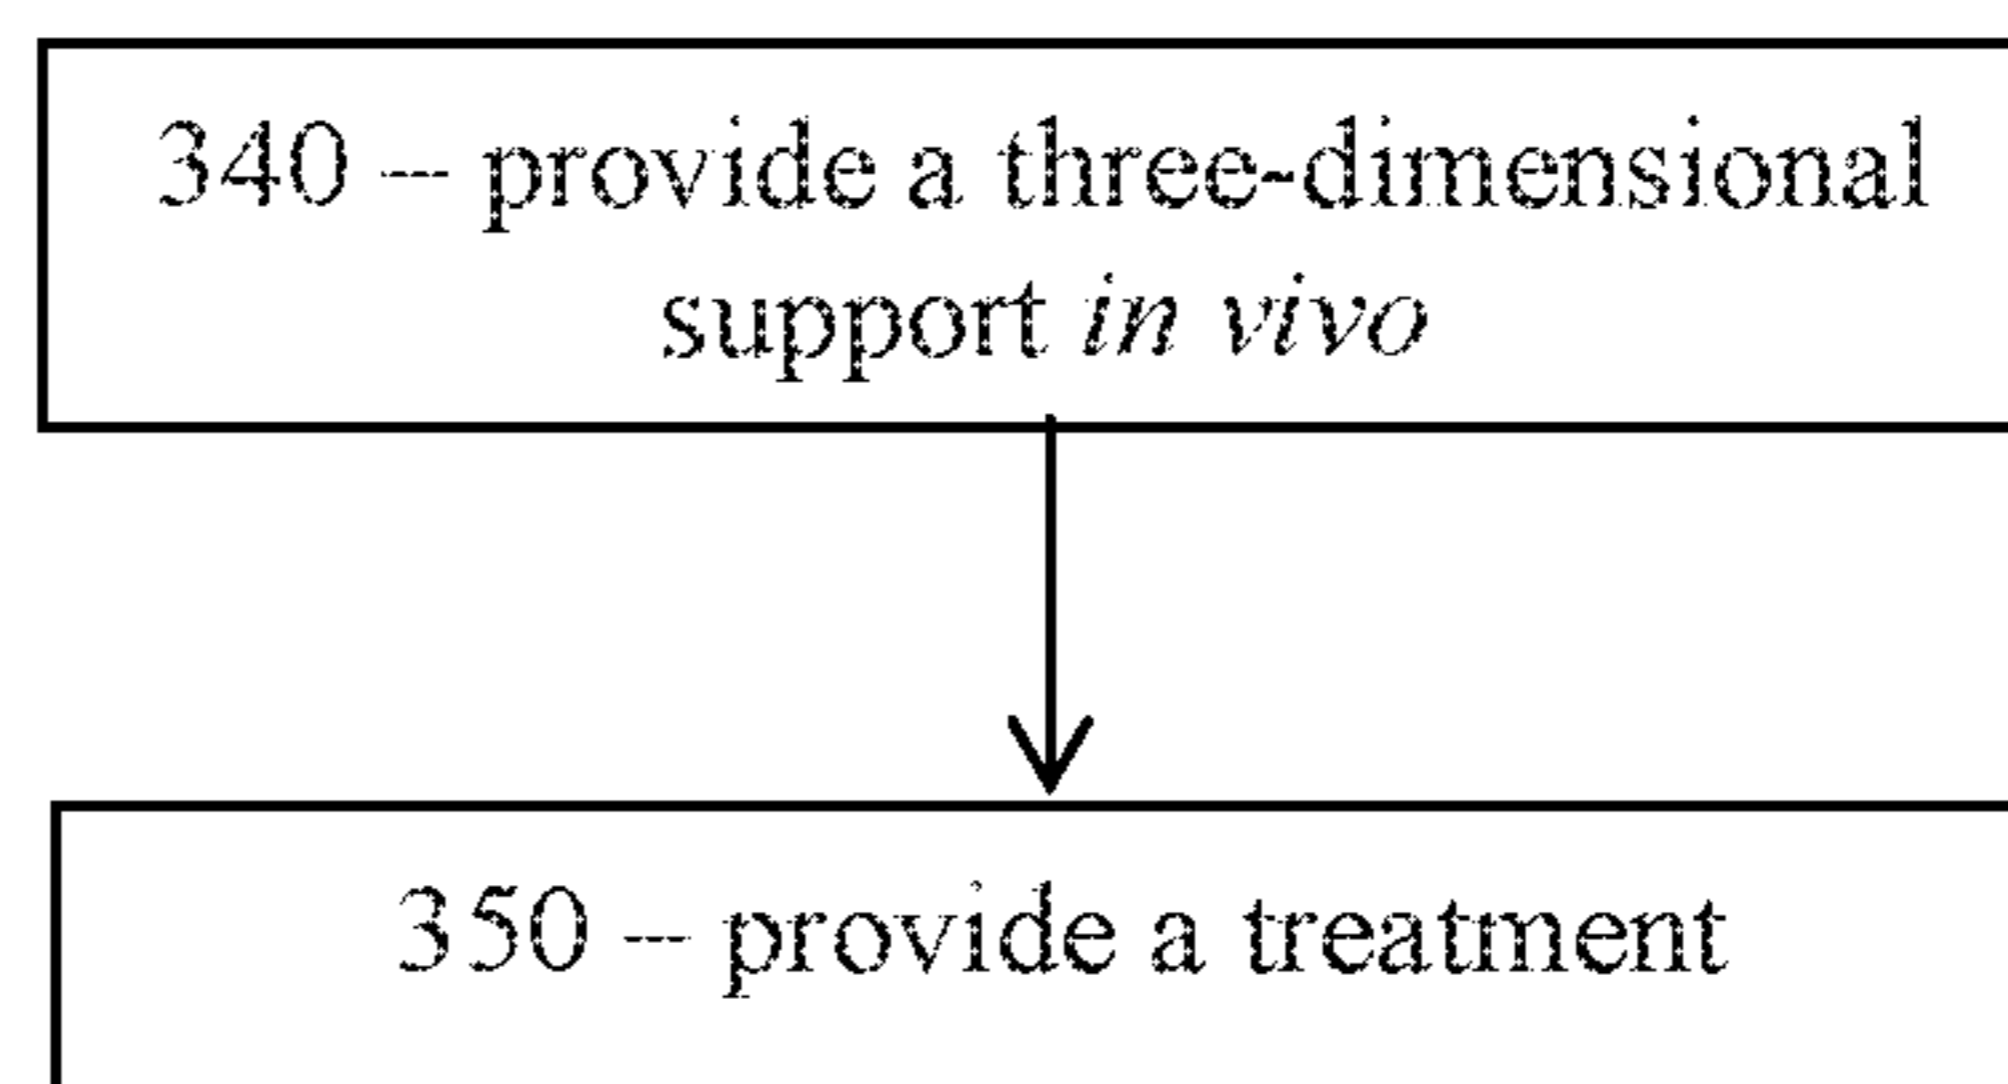 340 – provide a three-dimensional
support in vivo
350 – provide a treatment